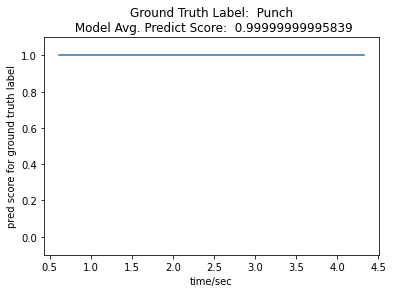 Ground Truth Label:  Punch
Model Avg. Predict Score:  0.99999999995839
pred score for ground truth label
1.0
0.8
0.6
0.4
0.2
0.0
0.5 1.0 1.5 2.0 2.5 3.0 3.5 4.0 4.5
time/sec